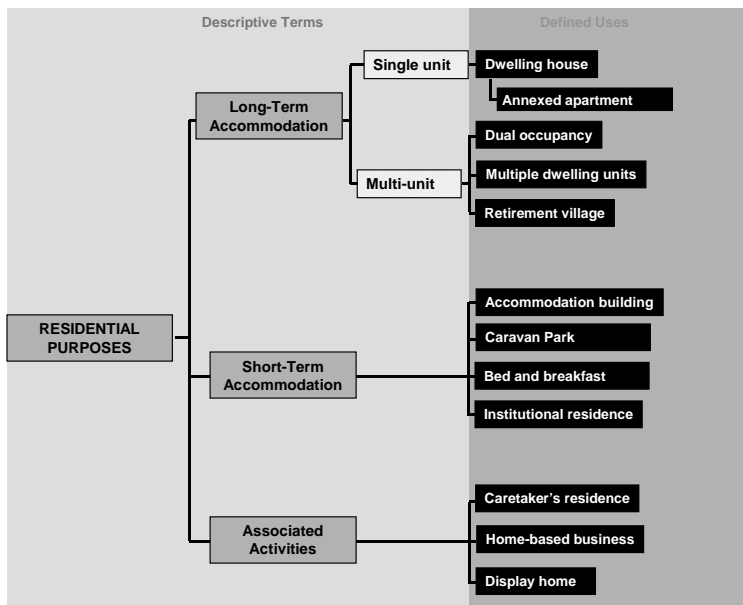 Descriptive Terms
Defined Uses
Single unit
Dwelling house
Annexed apartment
Long-Term
Accommodation
Dual occupancy
Multi-unit
Multiple dwelling units
Retirement village
RESIDENTIAL
PURPOSES
Accommodation building
Caravan Park
Short-Term
Accommodation
Bed and breakfast
Institutional residence
Caretaker’s residence
Associated
Activities
Home-based business
Display home